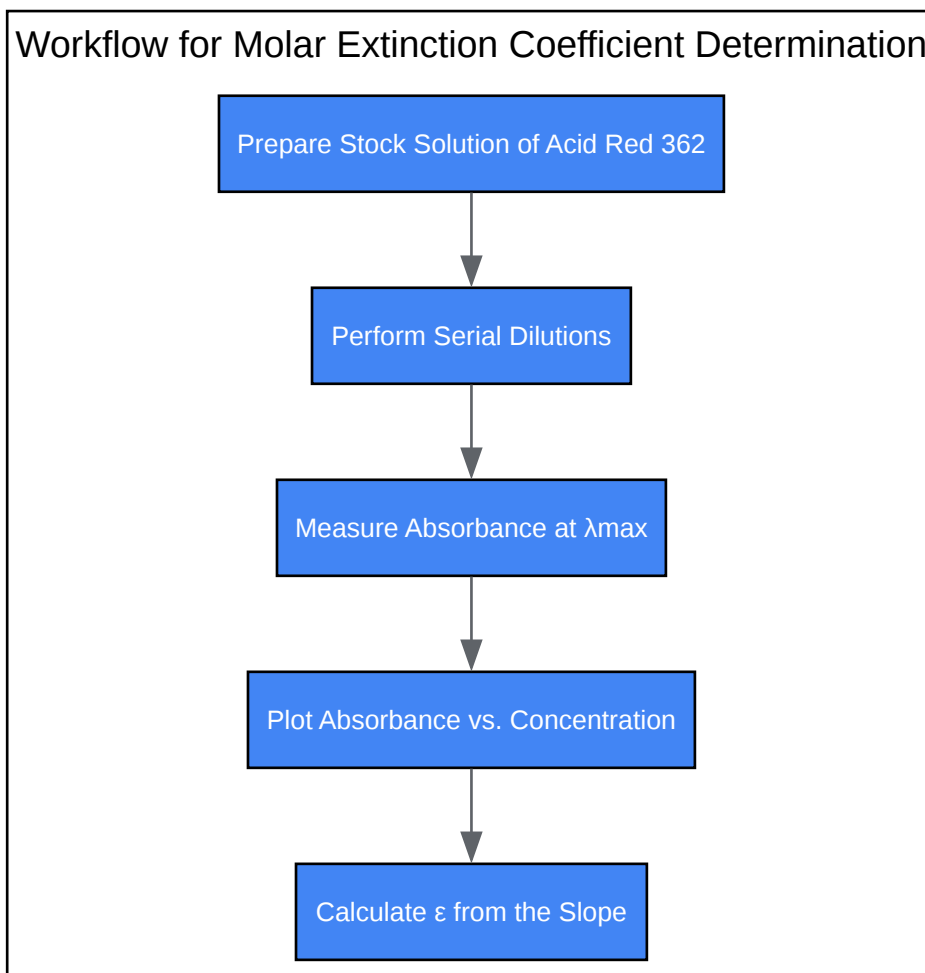 Workflow for Molar Extinction Coefficient Determination
Prepare Stock Solution of Acid Red 362
Perform Serial Dilutions
Measure Absorbance at λmax
Plot Absorbance vs. Concentration
Calculate ε from the Slope